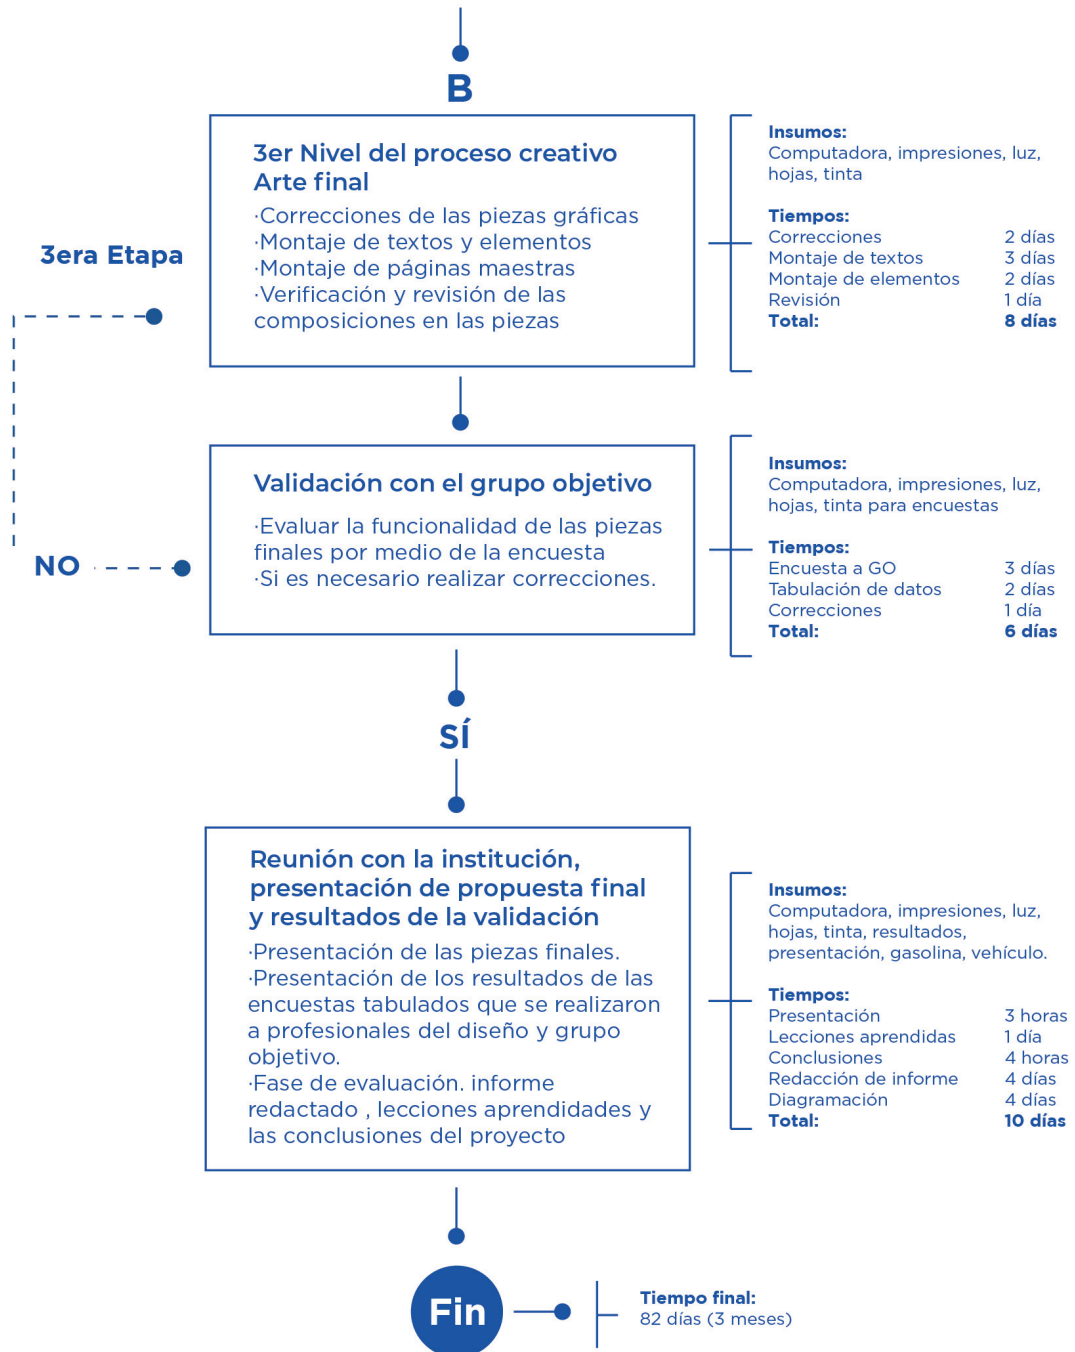 B
3er Nivel del proceso creativo
Arte final
·Correcciones de las piezas gráficas
·Montaje de textos y elementos
·Montaje de páginas maestras
·Verificación y revisión de las
composiciones en las piezas
Insumos:
Computadora, impresiones, luz,
hojas, tinta
Tiempos:
Correcciones 2 días
Montaje de textos 3 días
Montaje de elementos 2 días
Revisión 1 día
Total: 8 días
3era Etapa
Validación con el grupo objetivo
·Evaluar la funcionalidad de las piezas
finales por medio de la encuesta
·Si es necesario realizar correcciones.
Insumos:
Computadora, impresiones, luz,
hojas, tinta para encuestas
Tiempos:
Encuesta a GO 3 días
Tabulación de datos 2 días
Correcciones 1 día
Total: 6 días
NO
SÍ
Reunión con la institución,
presentación de propuesta final
y resultados de la validación
·Presentación de las piezas finales.
·Presentación de los resultados de las
encuestas tabulados que se realizaron
a profesionales del diseño y grupo
objetivo.
·Fase de evaluación. informe
redactado , lecciones aprendidades y
las conclusiones del proyecto
Insumos:
Computadora, impresiones, luz,
hojas, tinta, resultados,
presentación, gasolina, vehículo.
Tiempos:
Presentación 3 horas
Lecciones aprendidas 1 día
Conclusiones 4 horas
Redacción de informe 4 días
Diagramación 4 días
Total: 10 días
Fin
Tiempo final:
82 días (3 meses)